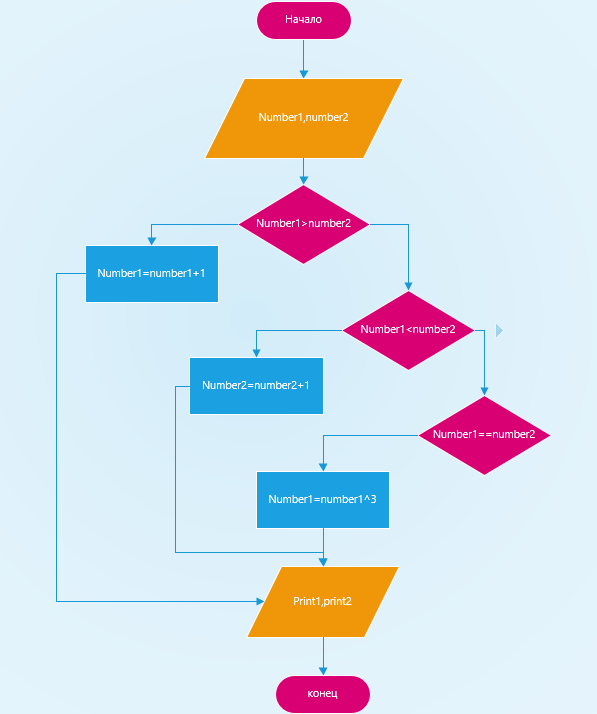 Начало
Number1,number2
Number1>number2
Number1=number1+1
Number1<number2
Number2=number2+1
Number1==number2
Number1=number1^3
Print1,print2
конец